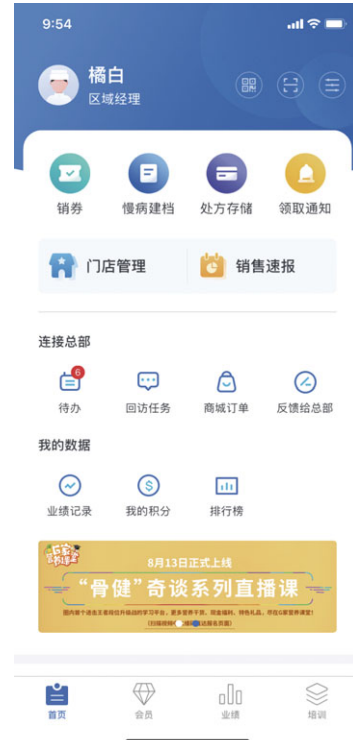 9:54
橘白
区域经理
销券
慢病建档
处方存储
领取通知
门店管理
销售速报
连接总部
6
待办
回访任务
商城订单
反馈给总部
我的数据
业绩记录
我的积分
排行榜
8月13日正式上线
“骨健”奇谈系列直播课
首页
会员
业绩
培训